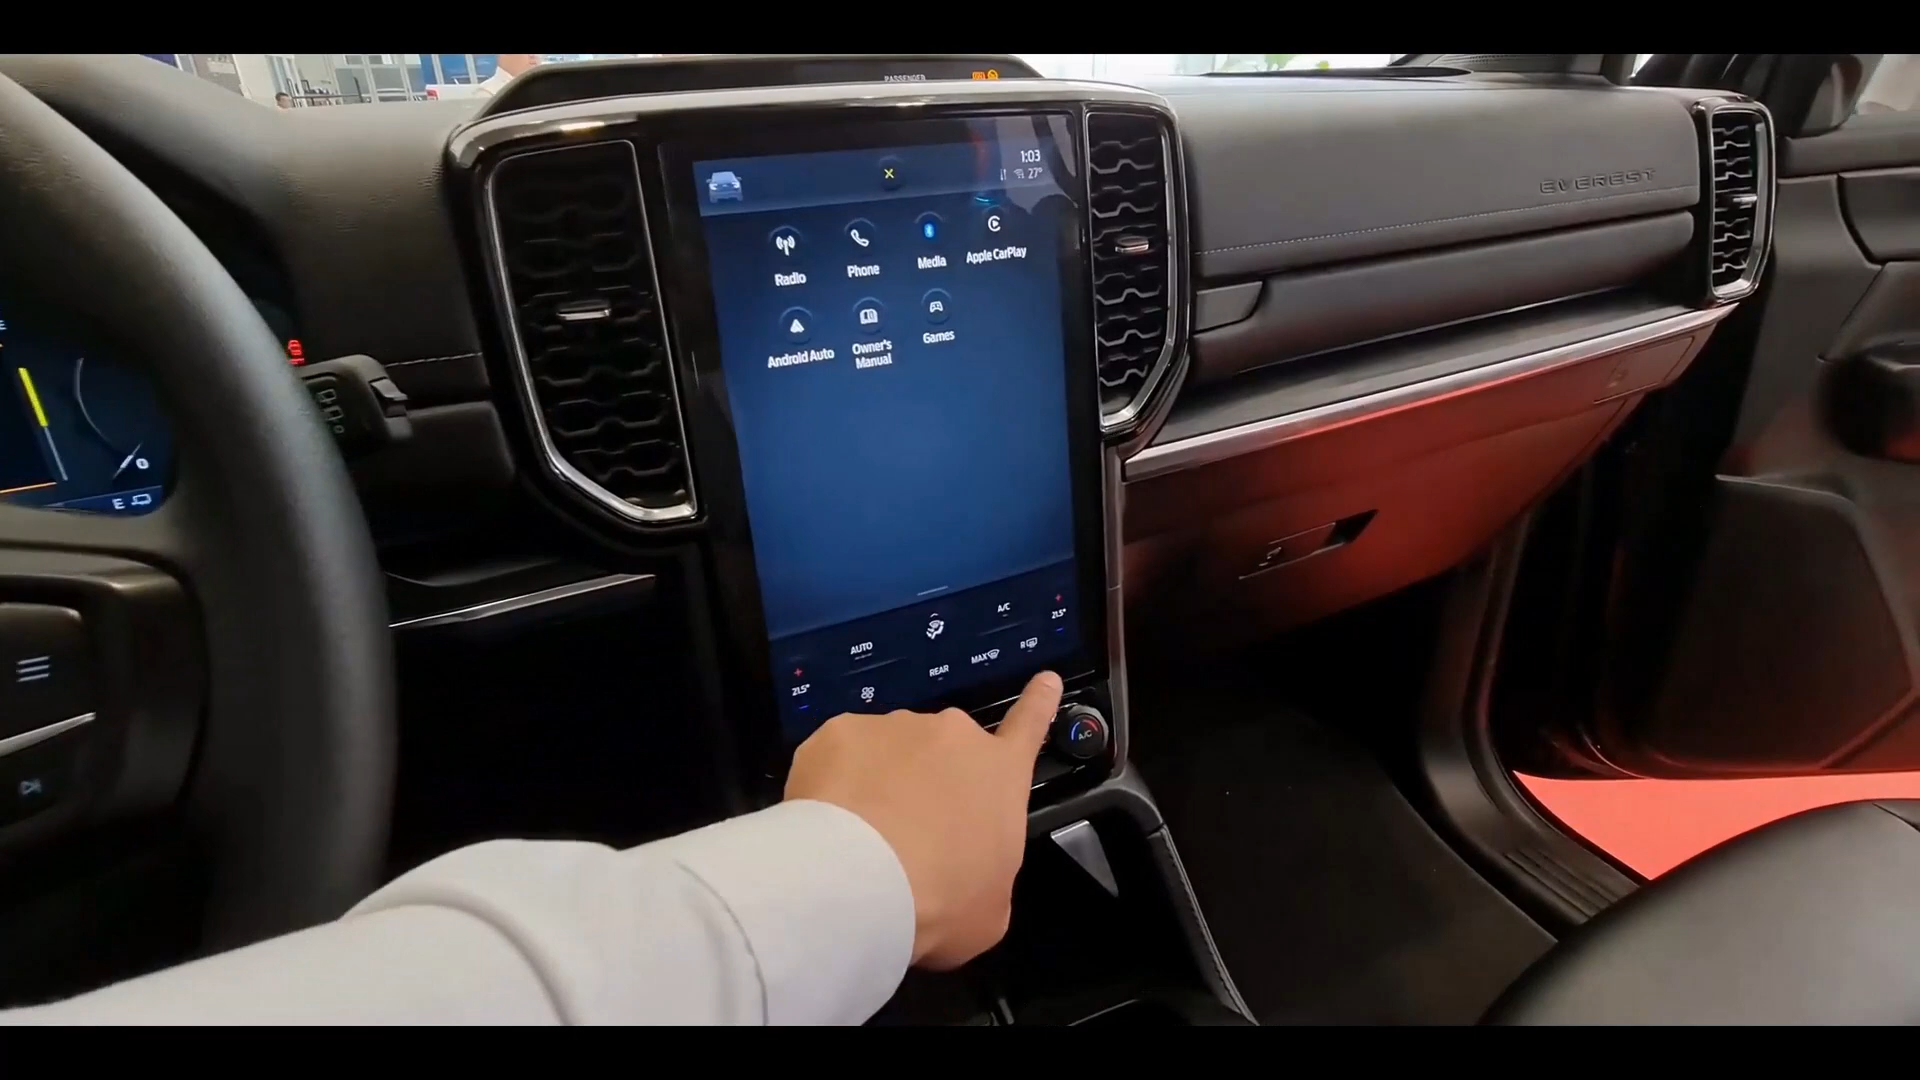 PASSENGER
1:03
27°
EVEREST
Radio
Phone
Media
Apple CarPlay
Android Auto
Owner's
Manual
Games
A/C
21.5°
AUTO
MAX
R
REAR
21.5°
A/C
E